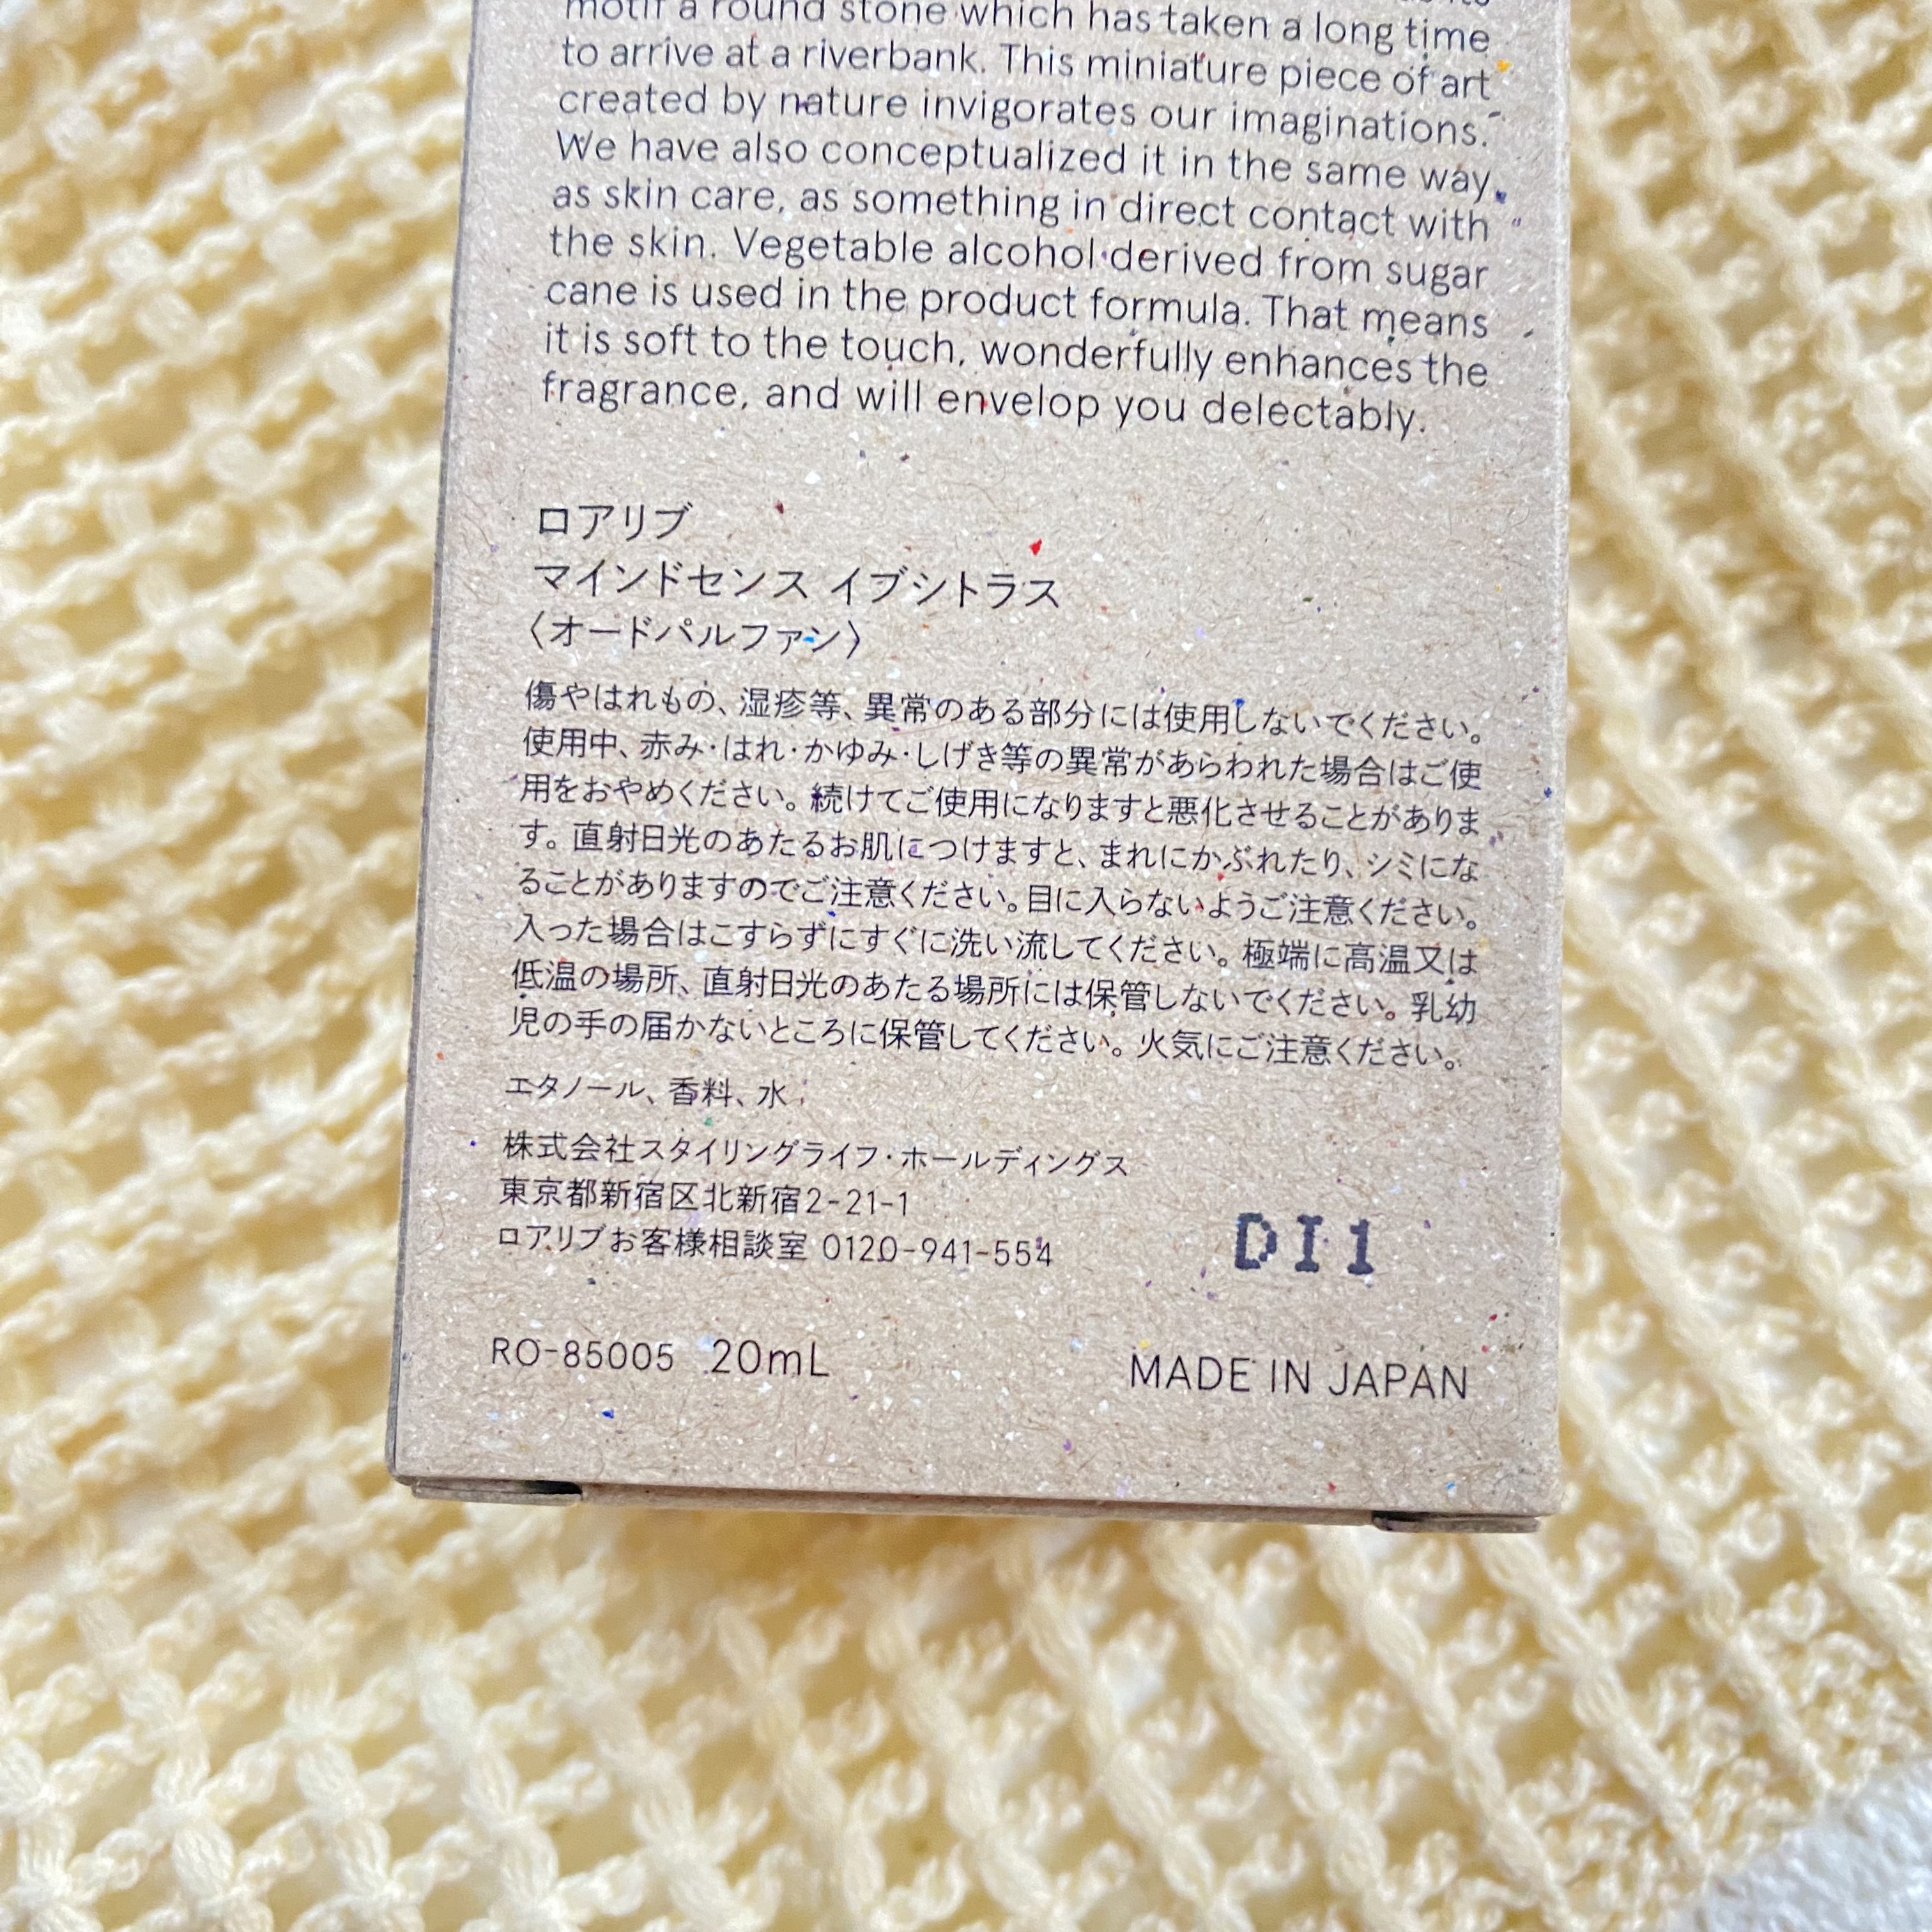 motif a round stone which has taken a long time
to arrive at a riverbank. This miniature piece of art
created by nature invigorates our imaginations.
We have also conceptualized it in the same way,
as skin care, as something in direct contact with
the skin. Vegetable alcohol derived from sugar
cane is used in the product formula. That means
it is soft to the touch, wonderfully enhances the
fragrance, and will envelop you delectably.
ロアリブ
マインドセンス イブシトラス
〈オードパルファン〉
傷やはれもの、湿疹等、異常のある部分には使用しないでください。
使用中、赤み・はれ・かゆみ・しげき等の異常があらわれた場合はご使
用をおやめください。続けてご使用になりますと悪化させることがありま
す。直射日光のあたるお肌につけますと、まれにかぶれたり、シミにな
ることがありますのでご注意ください。目に入らないようご注意ください。
入った場合はこすらずにすぐに洗い流してください。極端に高温又は
低温の場所、直射日光のあたる場所には保管しないでください。乳幼
児の手の届かないところに保管してください。火気にご注意ください。
エタノール、香料、水
株式会社スタイリングライフ・ホールディングス
東京都新宿区北新宿2-21-1
ロアリブお客様相談室 0120-941-554
DI1
RO-85005 20mL
MADE IN JAPAN